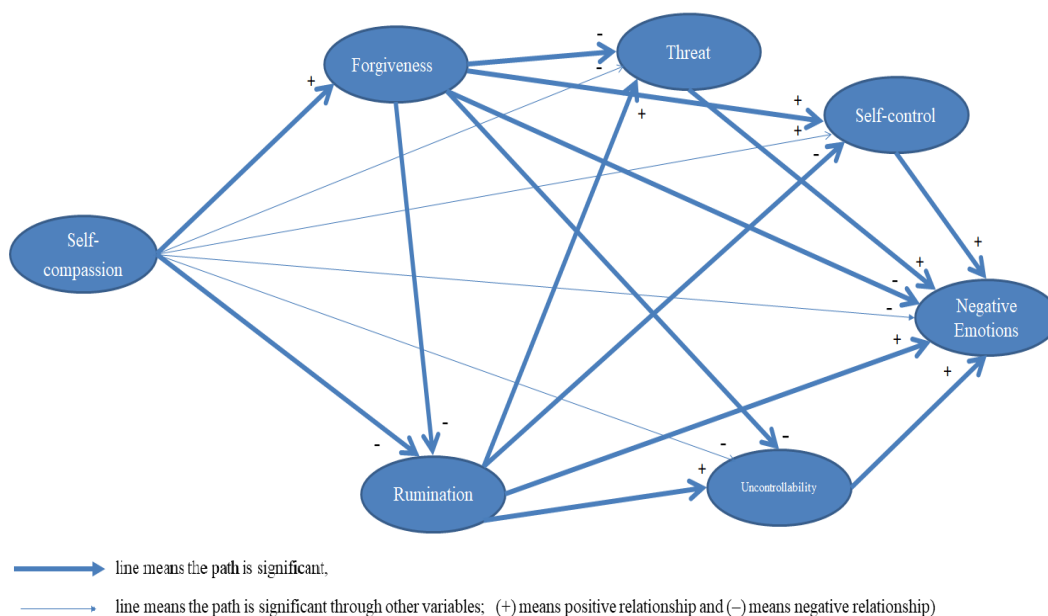 -
Threat
-
Forgiveness
+
+
+
Self-control
+
-
Self-
compassion
+
+
-
-
Negative
Emotions
+
+
-
-
-
-
+
Rumination
Uncontrollability
line means the path is significant,
line means the path is significant through other variables; (+) means positive relationship and (–) means negative relationship)